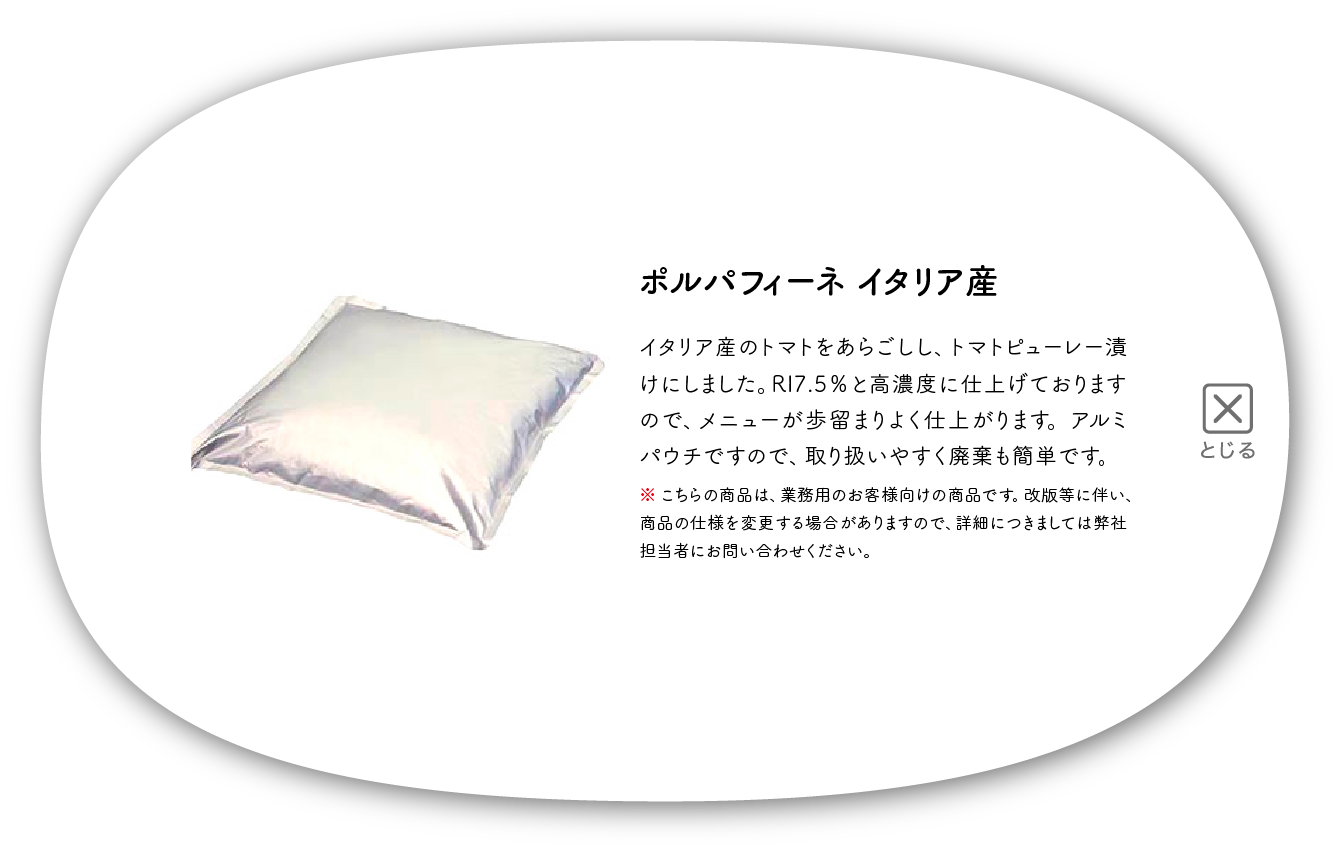 ポルパフィーネ イタリア産
イタリア産のトマトをあらごしし、トマトピューレー漬
けにしました。RI7.5％と高濃度に仕上げております
ので、メニューが歩留まりよく仕上がります。アルミ
パウチですので、取り扱いやすく廃棄も簡単です。
※ こちらの商品は、業務用のお客様向けの商品です。改版等に伴い、
商品の仕様を変更する場合がありますので、詳細につきましては弊社
担当者にお問い合わせください。
とじる